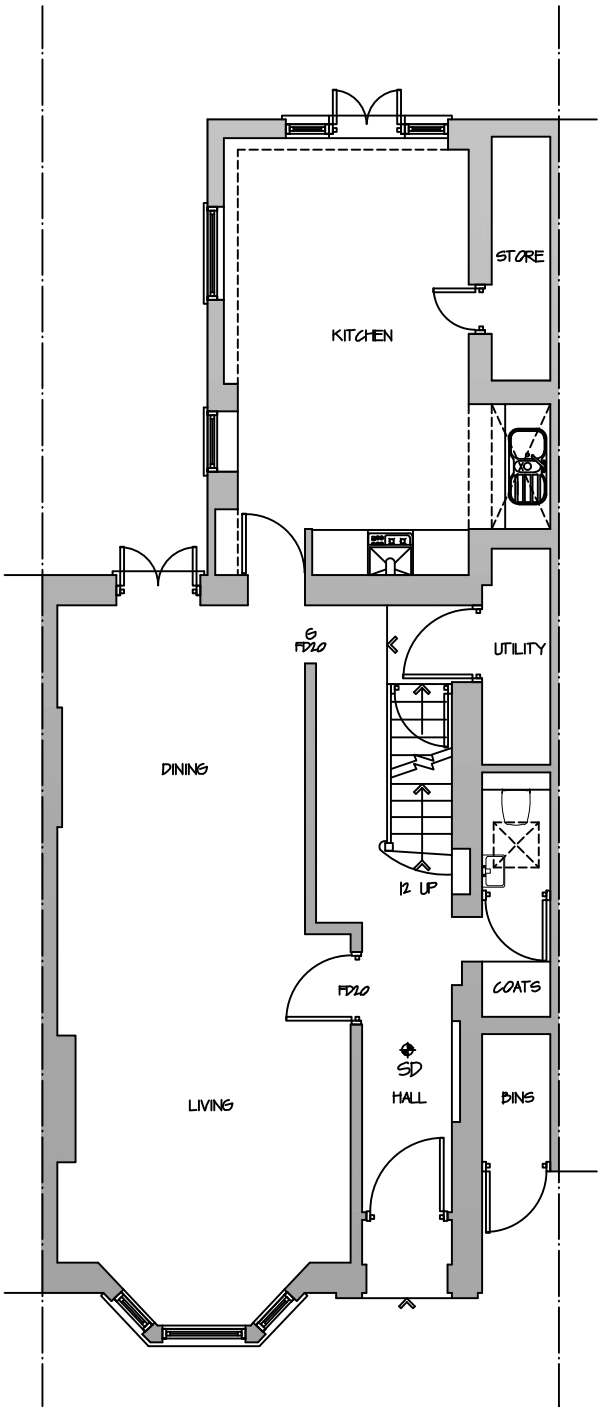 STORE
KITCHEN
G
FD20
UTILITY
DINING
12 UP
FD20
COATS
SD
HALL
BINS
LIVING